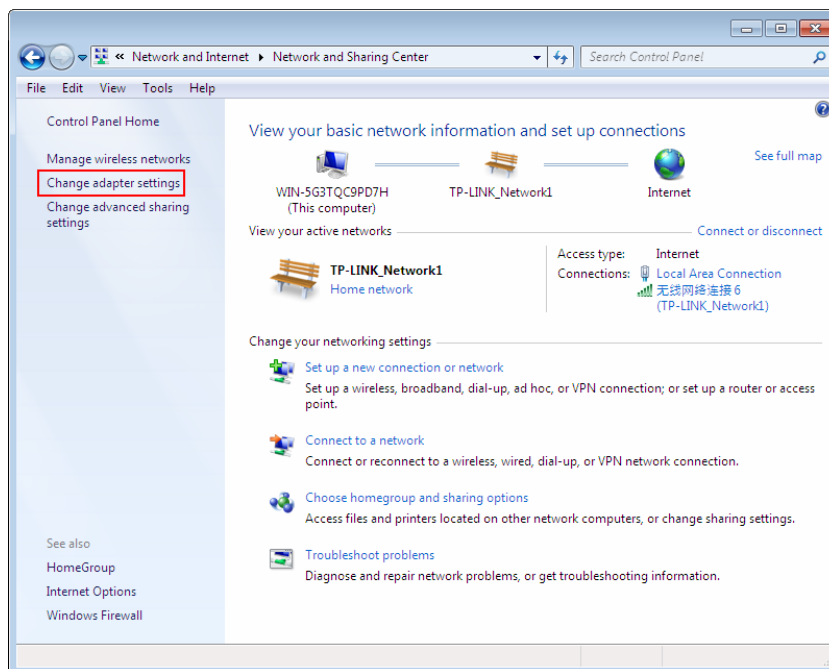 « Network and Internet ▸ Network and Sharing Center
Search Control Panel
File Edit View Tools Help
Control Panel Home
Manage wireless networks
Change adapter settings
Change advanced sharing
settings
View your basic network information and set up connections
See full map
WIN-5G3TQC9PD7H
(This computer)
TP-LINK_Network1
Internet
View your active networks
Connect or disconnect
TP-LINK_Network1
Home network
Access type: Internet
Connections: Local Area Connection
无线网络连接 6
(TP-LINK_Network1)
Change your networking settings
Set up a new connection or network
Set up a wireless, broadband, dial-up, ad hoc, or VPN connection; or set up a router or access
point.
Connect to a network
Connect or reconnect to a wireless, wired, dial-up, or VPN network connection.
Choose homegroup and sharing options
Access files and printers located on other network computers, or change sharing settings.
Troubleshoot problems
Diagnose and repair network problems, or get troubleshooting information.
See also
HomeGroup
Internet Options
Windows Firewall